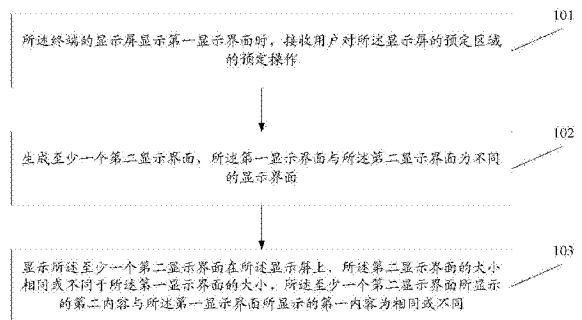 101
所述终端的显示屏显示第一显示界面时，接收用户对所述显示屏的预定区域
的预定操作
102
生成至少一个第二显示界面，所述第一显示界面与所述第二显示界面为不同
的显示界面
103
显示所述至少一个第二显示界面在所述显示屏上，所述第二显示界面的大小
相同或不同于所述第一显示界面的大小，所述至少一个第二显示界面所显示
的第二内容与所述第一显示界面所显示的第一内容为相同或不同